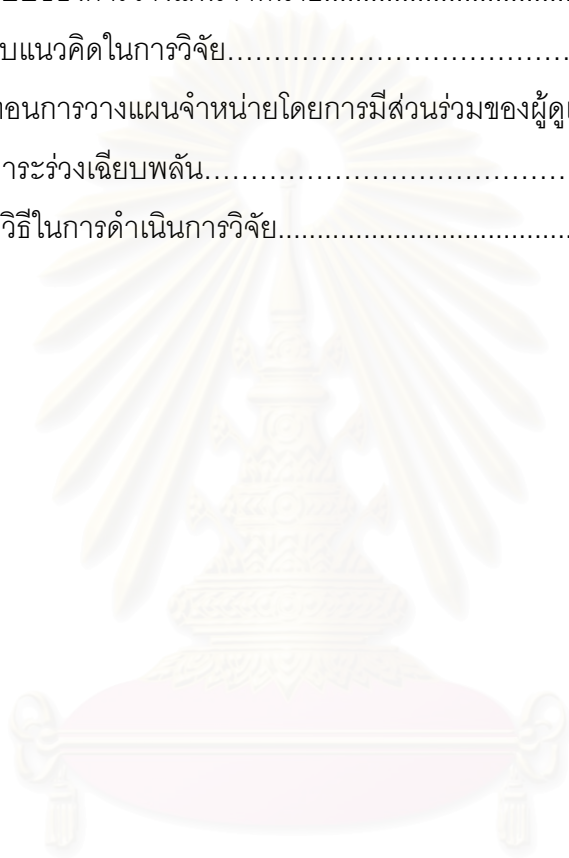 บแนวคิดในการวิจัย……………………………
อนการวางแผนจำหน่ายโดยการมีส่วนร่วมของผู้ดูแ
าระร่วงเฉียบพลัน……………………………
วิธีในการดำเนินการวิจัย..........................................